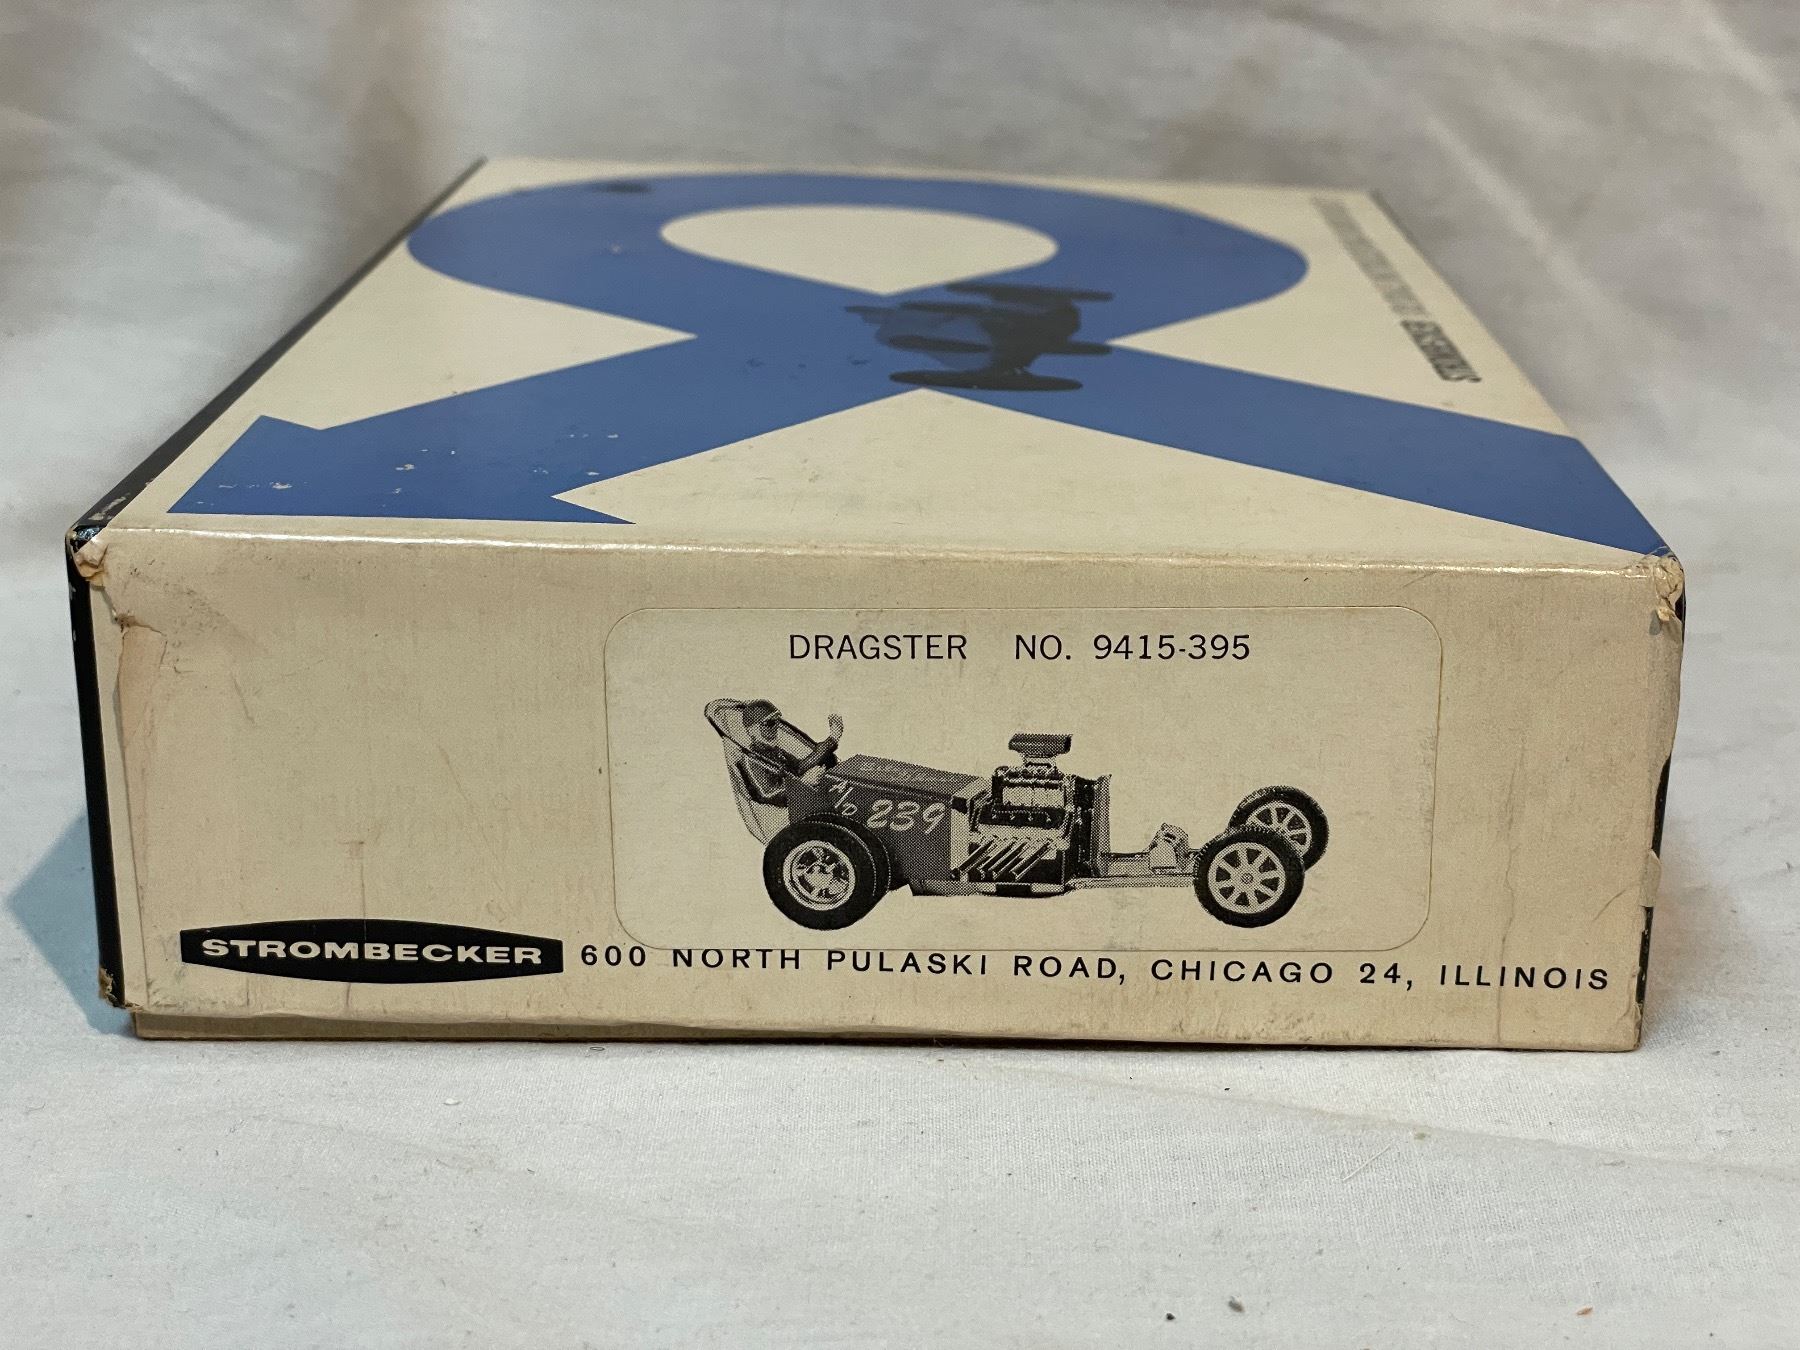 DRAGSTER NO. 9415-395
A/D 239
STROMBECKER 600 NORTH PULASKI ROAD, CHICAGO 24, ILLINOIS